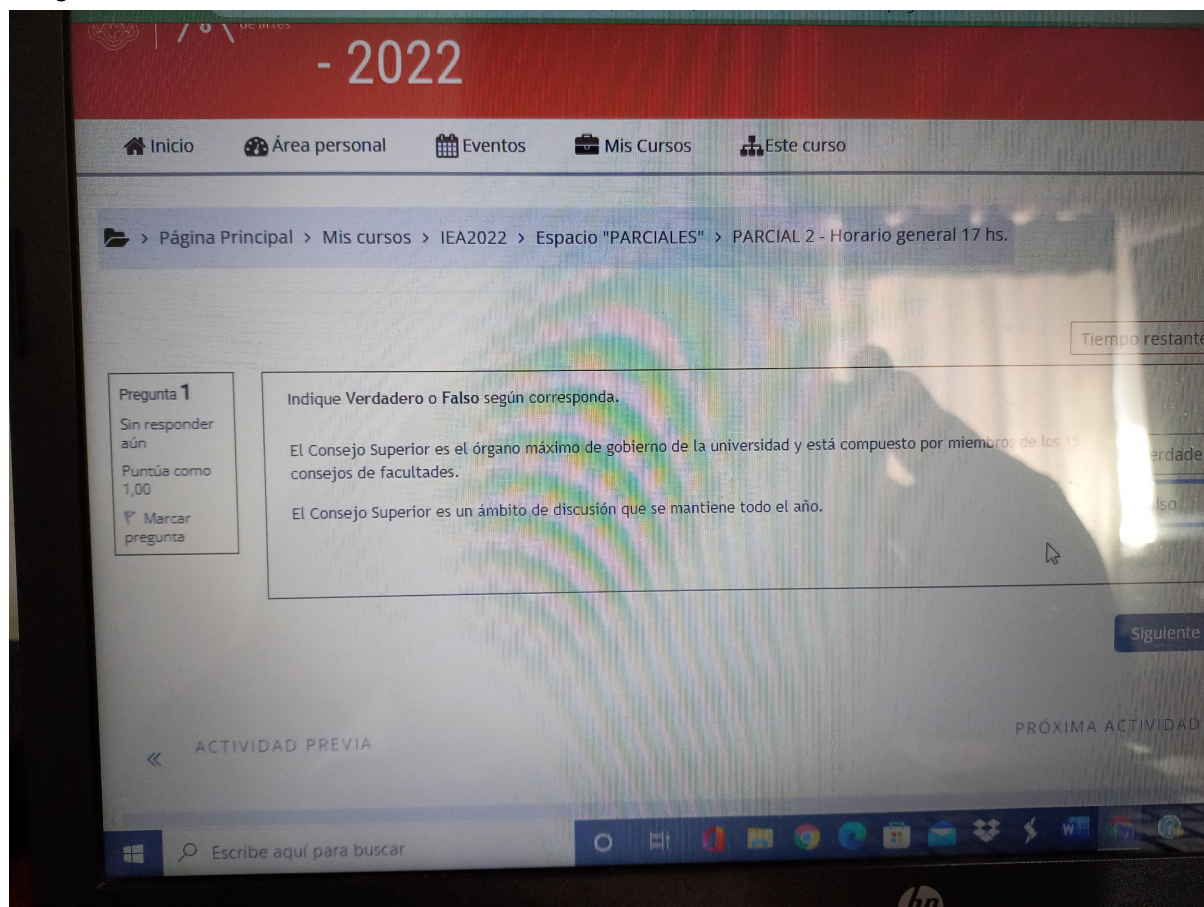 - 2022
Inicio Área personal Eventos Mis Cursos Este curso
> Página Principal > Mis cursos > IEA2022 > Espacio "PARCIALES" > PARCIAL 2 - Horario general 17 hs.
Tiempo restante
Pregunta 1
Sin responder
aún
Puntúa como
1,00
Marcar
pregunta
Indique Verdadero o Falso según corresponda.
El Consejo Superior es el órgano máximo de gobierno de la universidad y está compuesto por miembros de los 15
consejos de facultades.
El Consejo Superior es un ámbito de discusión que se mantiene todo el año.
erdade
lso
Siguiente
PRÓXIMA ACTIVIDAD
« ACTIVIDAD PREVIA
Escribe aquí para buscar
hp